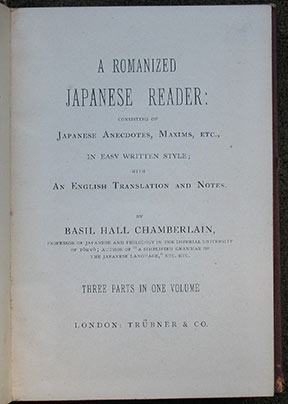 A ROMANIZED
JAPANESE READER:
CONSISTING OF
JAPANESE ANECDOTES, MAXIMS, ETC.,
IN EASY WRITTEN STYLE;
WITH
AN ENGLISH TRANSLATION AND NOTES.
BY
BASIL HALL CHAMBERLAIN,
PROFESSOR OF JAPANESE AND PHILOLOGY IN THE IMPERIAL UNIVERSITY
OF TŌKYŌ; AUTHOR OF "A SIMPLIFIED GRAMMAR OF
THE JAPANESE LANGUAGE," ETC. ETC.
THREE PARTS IN ONE VOLUME
LONDON: TRÜBNER & CO.